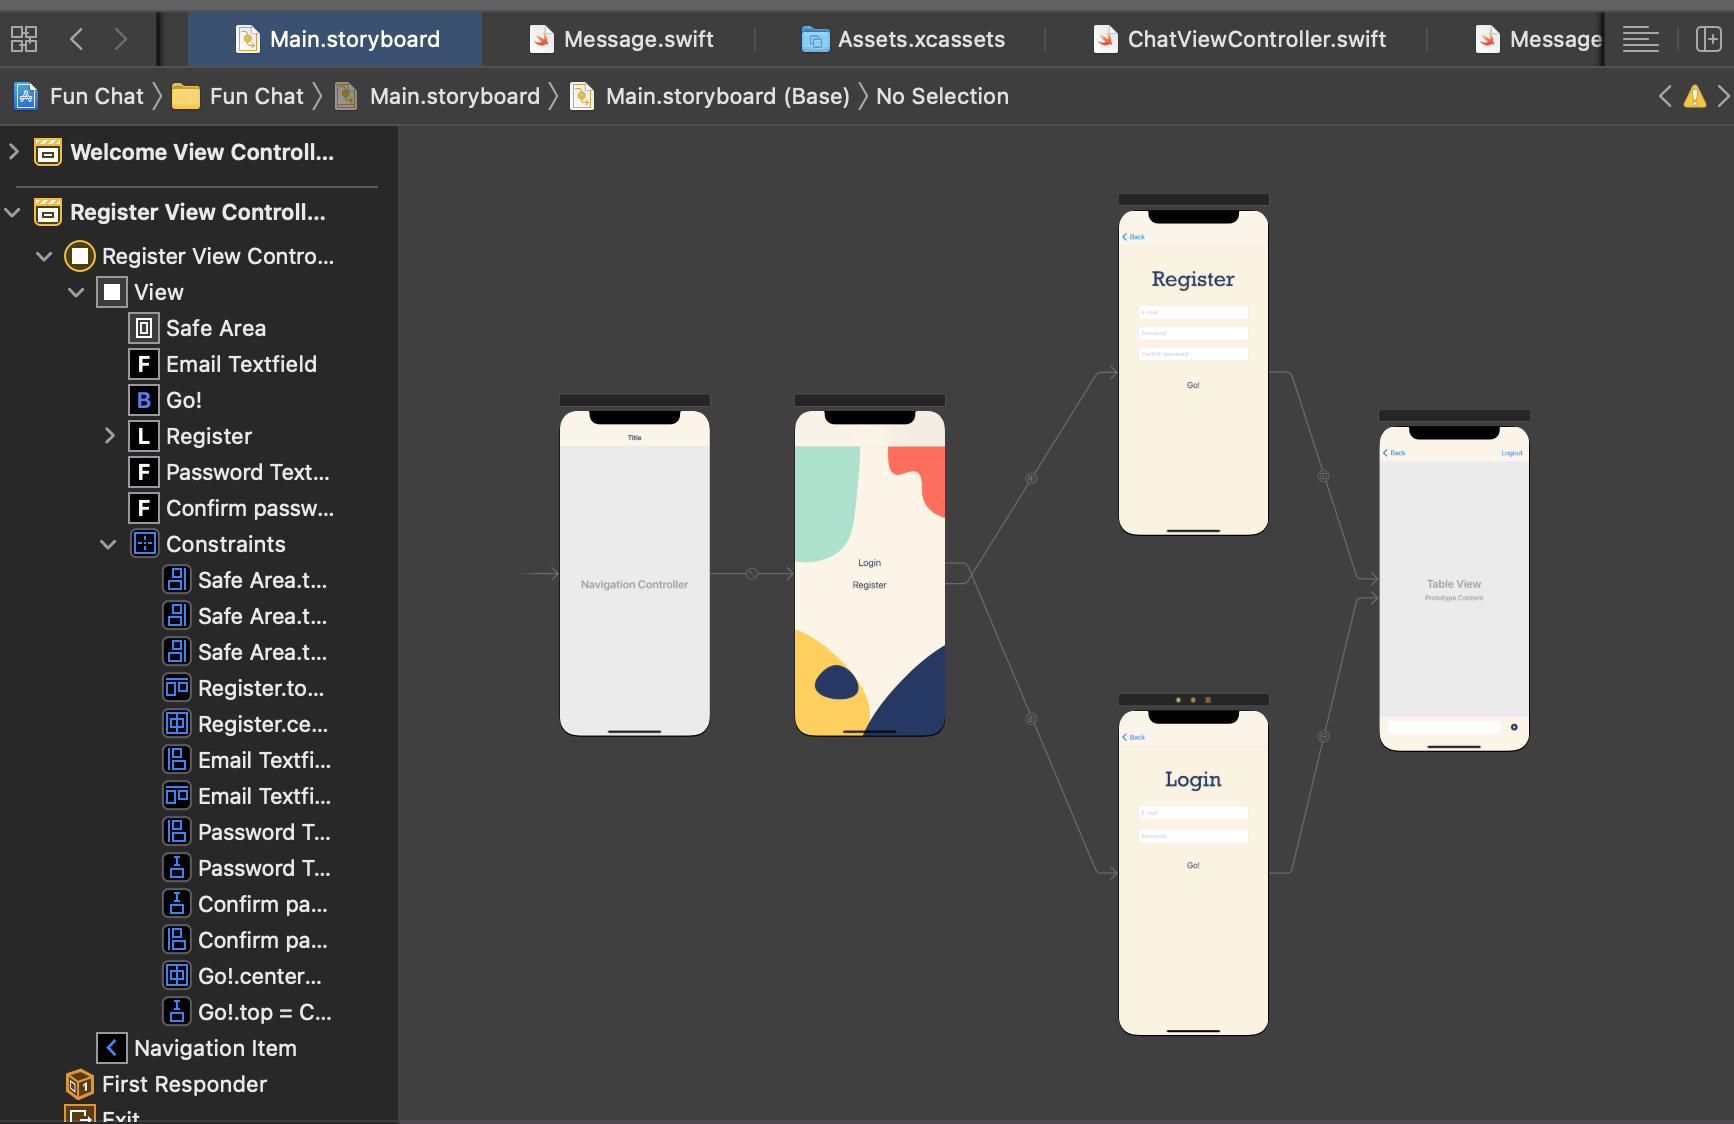 Main.storyboard
Message.swift
Assets.xcassets
ChatViewController.swift
Message
Fun Chat
Fun Chat
Main.storyboard
Main.storyboard (Base)
No Selection
Welcome View Controll...
Register View Controll...
Register View Contro...
View
Safe Area
F Email Textfield
B Go!
L Register
F Password Text...
F Confirm passw...
Constraints
Safe Area.t...
Safe Area.t...
Safe Area.t...
Register.to...
Register.ce...
Email Textfi...
Email Textfi...
Password T...
Password T...
Confirm pa...
Confirm pa...
Go!.center...
Go!.top = C...
Navigation Item
First Responder
Exit
Title
Navigation Controller
Login
Register
Back
Register
E-mail
Password
Confirm password
Go!
Back
Login
E-mail
Password
Go!
Back
Logout
Table View
Prototype Content